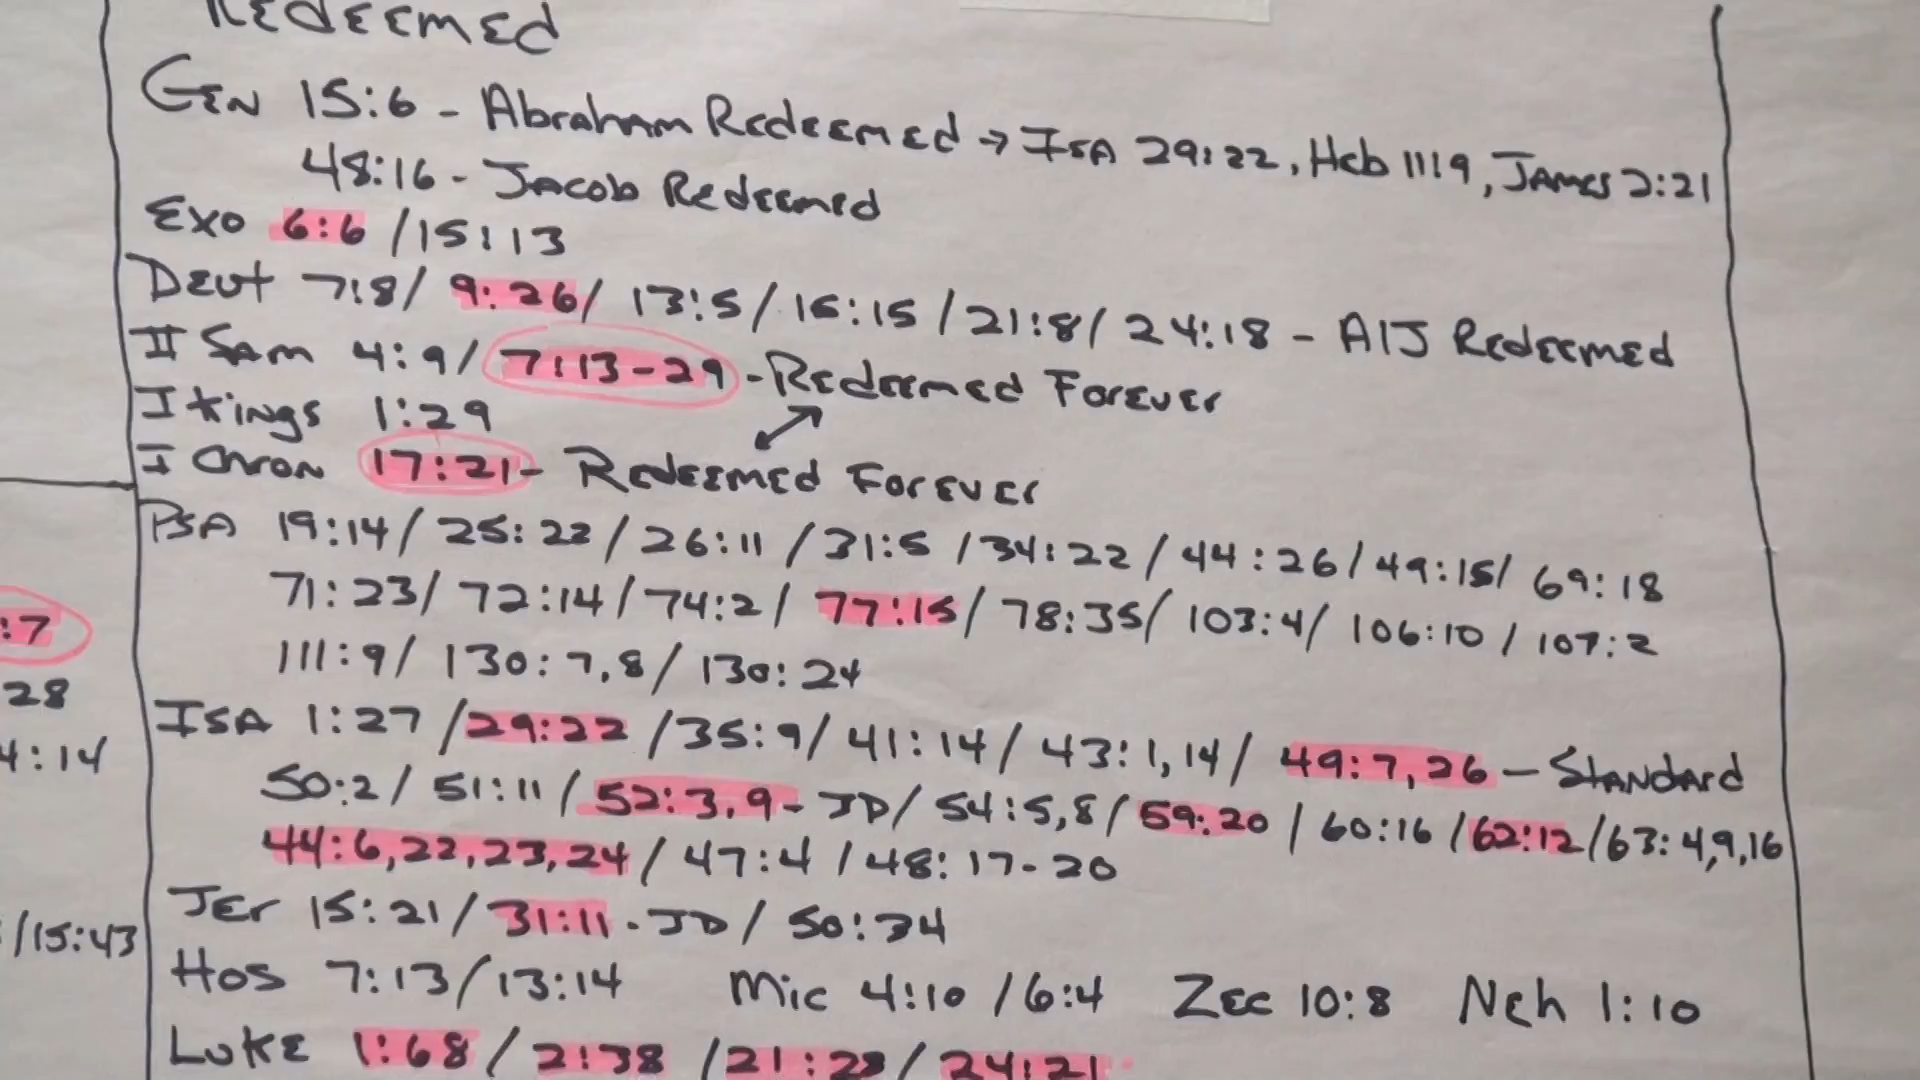 Redeemed
Gen 15:6 - Abraham Redeemed → Isa 29:22, Heb 11:19, James 2:21
48:16 - Jacob Redeemed
Exo 6:6 / 15:13
Deut 7:8 / 9:26 / 13:5 / 15:15 / 21:8 / 24:18 - AIJ Redeemed
II Sam 4:9 / 7:13-29 - Redeemed Forever
I Kings 1:29
I Chron 17:21 - Redeemed Forever
Psa 19:14 / 25:22 / 26:11 / 31:5 / 34:22 / 44:26 / 49:15 / 69:18
71:23 / 72:14 / 74:2 / 77:15 / 78:35 / 103:4 / 106:10 / 107:2
111:9 / 130:7,8 / 130:24
Isa 1:27 / 29:22 / 35:9 / 41:14 / 43:1,14 / 49:7,26 - Standard
50:2 / 51:11 / 52:3,9 - JD / 54:5,8 / 59:20 / 60:16 / 62:12 / 63:4,9,16
44:6,22,23,24 / 47:4 / 48:17-20
Jer 15:21 / 31:11 - JD / 50:34
Hos 7:13 / 13:14 Mic 4:10 / 6:4 Zec 10:8 Neh 1:10
Luke 1:68 / 2:38 / 21:28 / 24:21
:7
28
4:14
/15:43